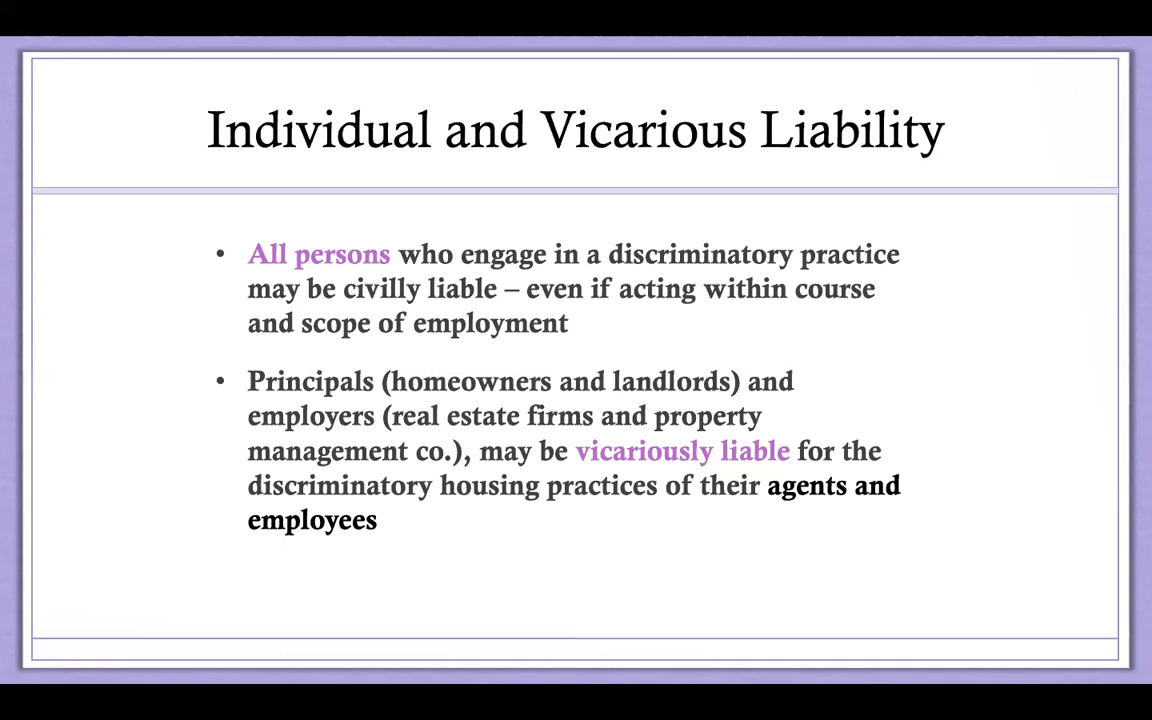 Individual and Vicarious Liability
• All persons who engage in a discriminatory practice
may be civilly liable – even if acting within course
and scope of employment
• Principals (homeowners and landlords) and
employers (real estate firms and property
management co.), may be vicariously liable for the
discriminatory housing practices of their agents and
employees